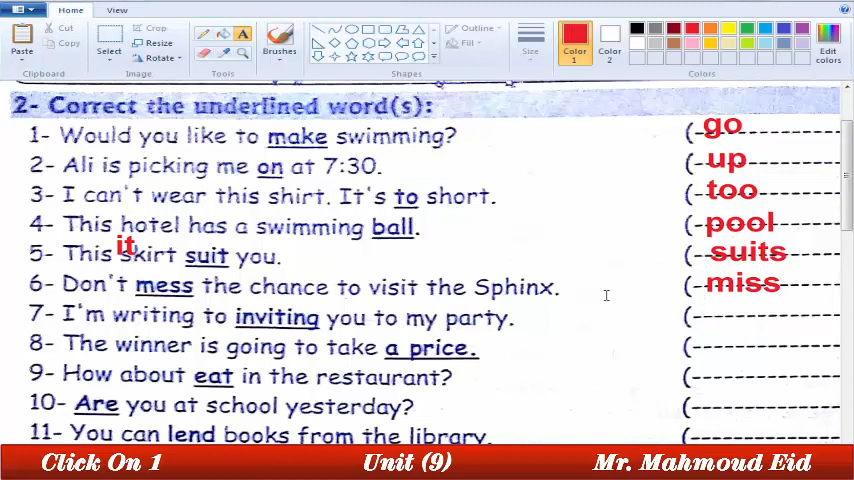 Home View
Paste
Cut
Copy
Clipboard
Select
Crop
Resize
Rotate
Image
Tools
Brushes
Shapes
Outline
Fill
Size
Color 1
Color 2
Colors
Edit colors
2- Correct the underlined word(s):
1- Would you like to make swimming? (- go
2- Ali is picking me on at 7:30. (- up
3- I can't wear this shirt. It's to short. (- too
4- This hotel has a swimming ball. (- pool
it
5- This skirt suit you. (- suits
6- Don't mess the chance to visit the Sphinx. (- miss
7- I'm writing to inviting you to my party. (-
8- The winner is going to take a price. (-
9- How about eat in the restaurant? (-
10- Are you at school yesterday? (-
11- You can lend books from the library. (-
Click On 1 Unit (9) Mr. Mahmoud Eid